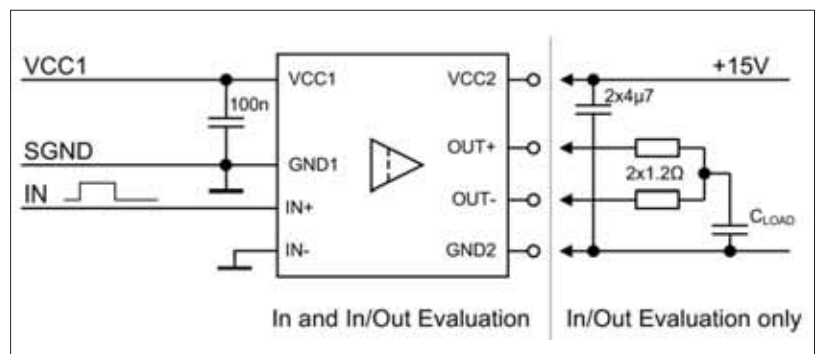 VCC1
VCC1
VCC2
+15V
100n
2x4µ7
SGND
GND1
OUT+
2x1.2Ω
IN
IN+
OUT-
CLOAD
IN-
GND2
In and In/Out Evaluation
In/Out Evaluation only